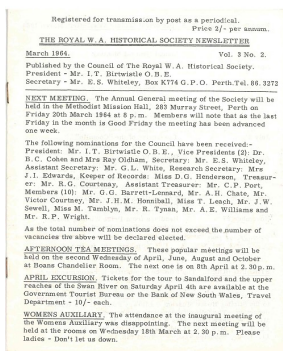 Registered for transmission by post as a periodical.
Price 2/- per annum.
THE ROYAL W. A. HISTORICAL SOCIETY NEWSLETTER
March 1964. Vol. 3 No. 2.
Published by the Council of The Royal W. A. Historical Society.
President - Mr. I. T. Birtwistle O. B. E.
Secretary - Mr. E. S. Whiteley, Box K774 G. P. O. Perth. Tel. 86. 3272
NEXT MEETING. The Annual General meeting of the Society will be
held in the Methodist Mission, 283 Murray Street, Perth on
Friday 20th March 1964 at 8 p. m. Members will note that as the last
Friday in the month is Good Friday the meeting has been advanced
one week.
The following nominations for the Council have been received:-
President: Mr. I. T. Birtwistle O. B. E., Vice Presidents (2): Dr.
B. C. Cohen and Mrs Ray Oldham, Secretary: Mr. E. S. Whiteley,
Assistant Secretary: Mr. G. L. White, Research Secretary: Mrs
J. I. Edwards, Keeper of Records: Miss D. G. Henderson, Treasur-
er: Mr. R. G. Courtenay, Assistant Treasurer: Mr. C. P. Port,
Members (10): Mr. G. G. Barrett-Lennard, Mr. A. H. Chate, Mr.
Victor Courtney, Mr. J. H. M. Honniball, Miss T. Leach, Mr. J. W.
Sewell, Miss M. Tamblyn, Mr. R. Tynan, Mr. A. E. Williams and
Mr. R. P. Wright.
As the total number of nominations does not exceed the number of
vacancies the above will be declared elected.
AFTERNOON TEA MEETINGS. These popular meetings will be
held on the second Wednesday of April, June, August and October
at Boans Chandelier Room. The next one is on 8th April at 2.30 p. m.
APRIL EXCURSION. Tickets for the tour to Sandalford and the upper
reaches of the Swan River on Saturday 4th April are available at the
Government Tourist Bureau or the Bank of New South Wales, Travel
Department - 10/- each.
WOMENS AUXILIARY. The attendance at the inaugural meeting of
the Womens Auxiliary was disappointing. The next meeting will be
held at the rooms on Wednesday 18th March at 2.30 p. m. Please
ladies - Don't let us down.